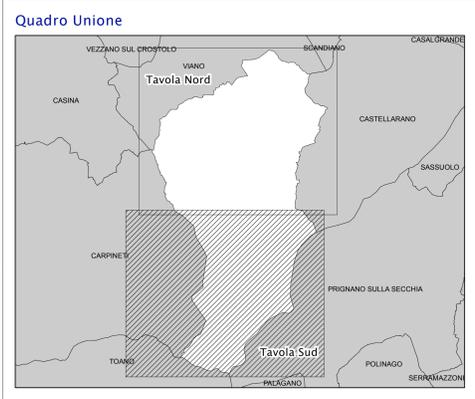 Quadro Unione
CASALGRANDE
VEZZANO SUL CROSTOLO
SCANDIANO
VIANO
Tavola Nord
CASINA
CASTELLARANO
SASSUOLO
CARPINETI
PRIGNANO SULLA SECCHIA
Tavola Sud
TOANO
POLINAGO
SERRAMAZZONI
PALAGANO